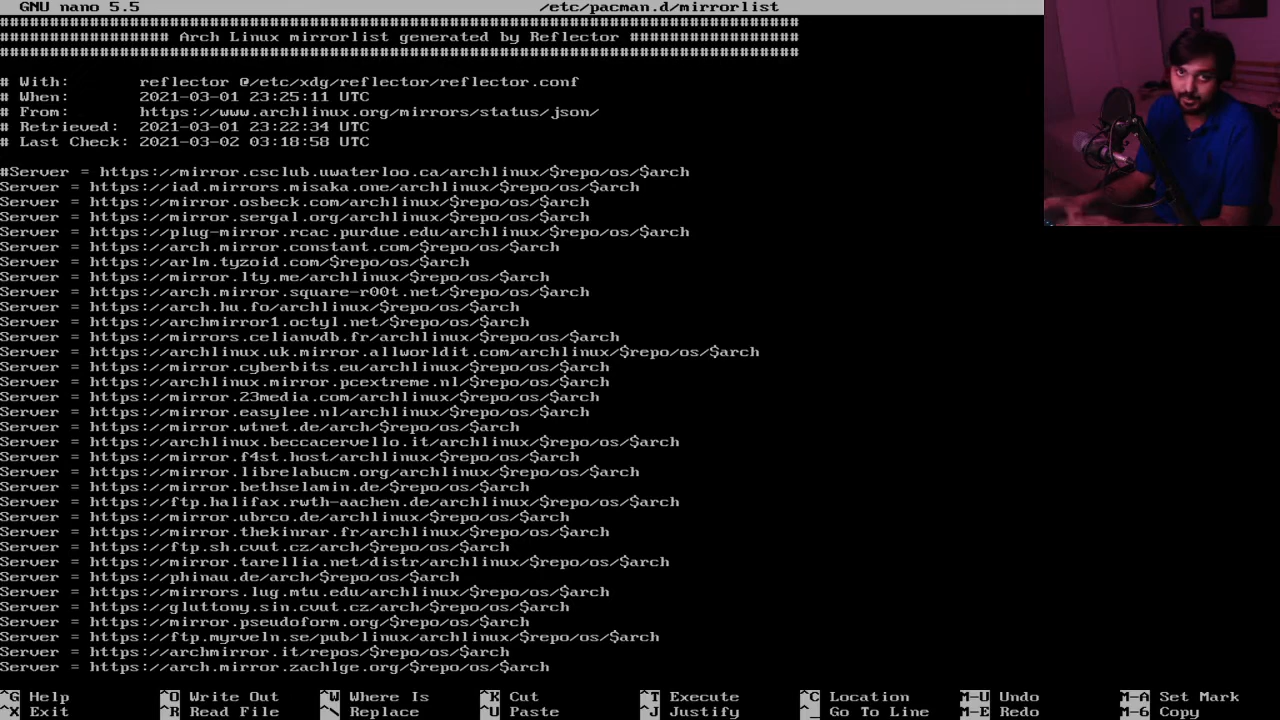 GNU nano 5.5 /etc/pacman.d/mirrorlist
################################################################################
################# Arch Linux mirrorlist generated by Reflector #################
################################################################################
# With: reflector @/etc/xdg/reflector/reflector.conf
# When: 2021-03-01 23:25:11 UTC
# From: https://www.archlinux.org/mirrors/status/json/
# Retrieved: 2021-03-01 23:22:34 UTC
# Last Check: 2021-03-02 03:18:58 UTC
#Server = https://mirror.csclub.uwaterloo.ca/archlinux/$repo/os/$arch
Server = https://iad.mirrors.misaka.one/archlinux/$repo/os/$arch
Server = https://mirror.osbeck.com/archlinux/$repo/os/$arch
Server = https://mirror.sergal.org/archlinux/$repo/os/$arch
Server = https://plug-mirror.rcac.purdue.edu/archlinux/$repo/os/$arch
Server = https://arch.mirror.constant.com/$repo/os/$arch
Server = https://arlm.tyzoid.com/$repo/os/$arch
Server = https://mirror.lty.me/archlinux/$repo/os/$arch
Server = https://arch.mirror.square-r00t.net/$repo/os/$arch
Server = https://arch.hu.fo/archlinux/$repo/os/$arch
Server = https://archmirror1.octyl.net/$repo/os/$arch
Server = https://mirrors.celianvdb.fr/archlinux/$repo/os/$arch
Server = https://archlinux.uk.mirror.allworldit.com/archlinux/$repo/os/$arch
Server = https://mirror.cyberbits.eu/archlinux/$repo/os/$arch
Server = https://archlinux.mirror.pcextreme.nl/$repo/os/$arch
Server = https://mirror.23media.com/archlinux/$repo/os/$arch
Server = https://mirror.easylee.nl/archlinux/$repo/os/$arch
Server = https://mirror.wtnet.de/arch/$repo/os/$arch
Server = https://archlinux.beccacervello.it/archlinux/$repo/os/$arch
Server = https://mirror.f4st.host/archlinux/$repo/os/$arch
Server = https://mirror.librelabucm.org/archlinux/$repo/os/$arch
Server = https://mirror.bethselamin.de/$repo/os/$arch
Server = https://ftp.halifax.rwth-aachen.de/archlinux/$repo/os/$arch
Server = https://mirror.ubrco.de/archlinux/$repo/os/$arch
Server = https://mirror.thekinrar.fr/archlinux/$repo/os/$arch
Server = https://ftp.sh.cvut.cz/arch/$repo/os/$arch
Server = https://mirror.tarellia.net/distr/archlinux/$repo/os/$arch
Server = https://phinau.de/arch/$repo/os/$arch
Server = https://mirrors.lug.mtu.edu/archlinux/$repo/os/$arch
Server = https://gluttony.sin.cvut.cz/arch/$repo/os/$arch
Server = https://mirror.pseudoform.org/$repo/os/$arch
Server = https://ftp.myrveln.se/pub/linux/archlinux/$repo/os/$arch
Server = https://archmirror.it/repos/$repo/os/$arch
Server = https://arch.mirror.zachlge.org/$repo/os/$arch
^G Help ^O Write Out ^W Where Is ^K Cut ^T Execute ^C Location M-U Undo M-A Set Mark
^X Exit ^R Read File ^\ Replace ^U Paste ^J Justify ^_ Go To Line M-E Redo M-6 Copy